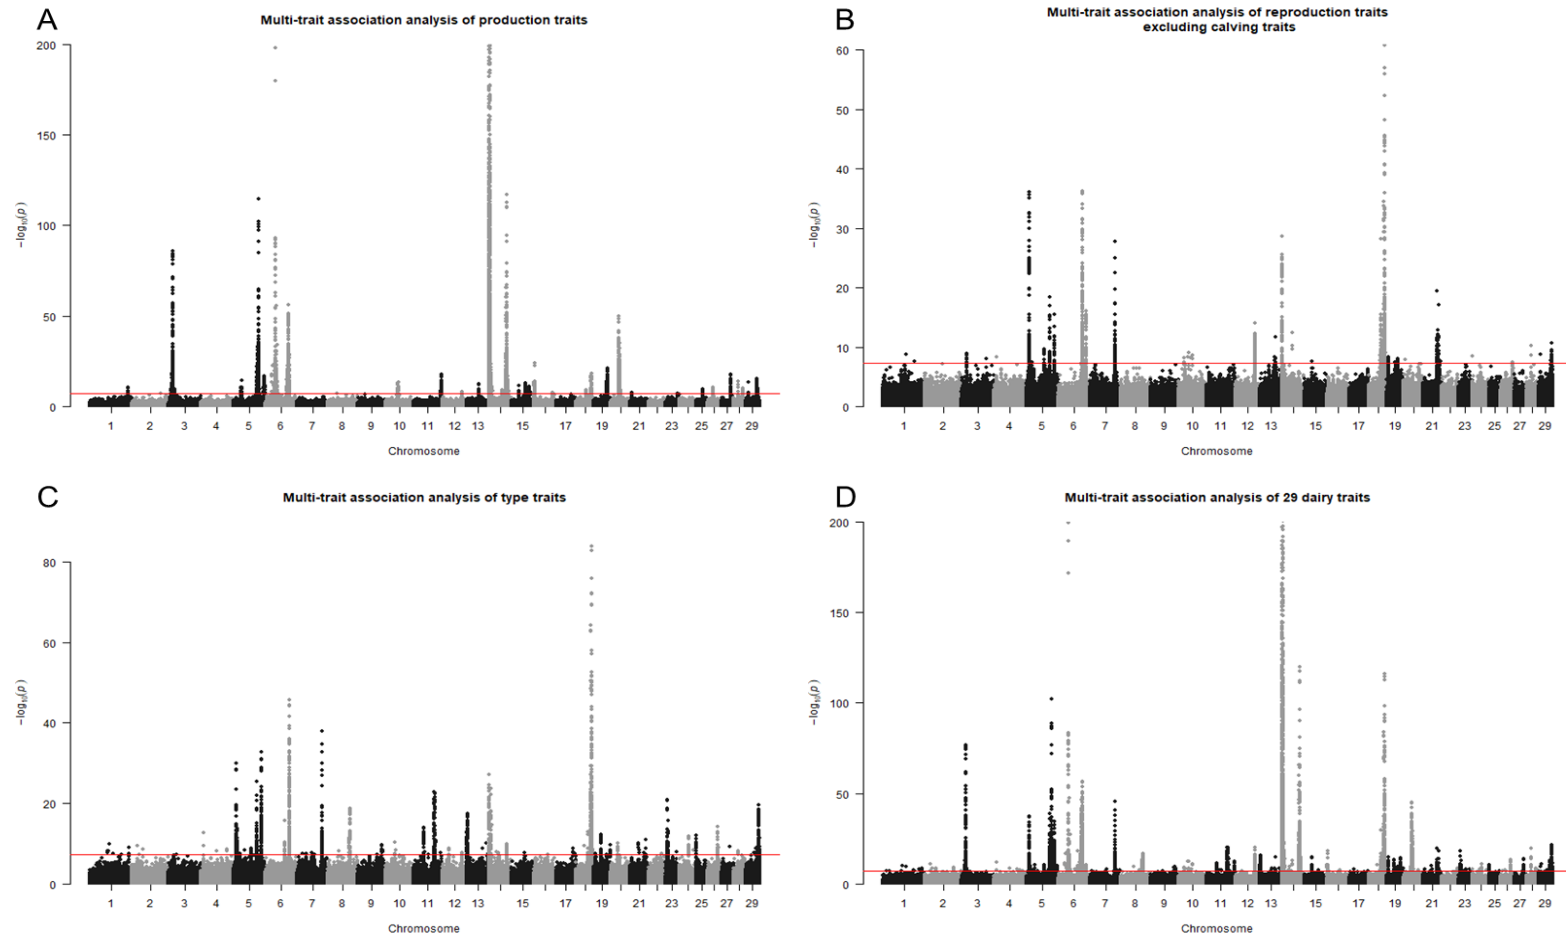 A
Multi-trait association analysis of production traits
200
150
100
50
0
−log10(p)
1 2 3 4 5 6 7 8 9 10 11 12 13 15 17 19 21 23 25 27 29
Chromosome
B
Multi-trait association analysis of reproduction traits
excluding calving traits
60
50
40
30
20
10
0
−log10(p)
1 2 3 4 5 6 7 8 9 10 11 12 13 15 17 19 21 23 25 27 29
Chromosome
C
Multi-trait association analysis of type traits
80
60
40
20
0
−log10(p)
1 2 3 4 5 6 7 8 9 10 11 12 13 15 17 19 21 23 25 27 29
Chromosome
D
Multi-trait association analysis of 29 dairy traits
200
150
100
50
0
−log10(p)
1 2 3 4 5 6 7 8 9 10 11 12 13 15 17 19 21 23 25 27 29
Chromosome